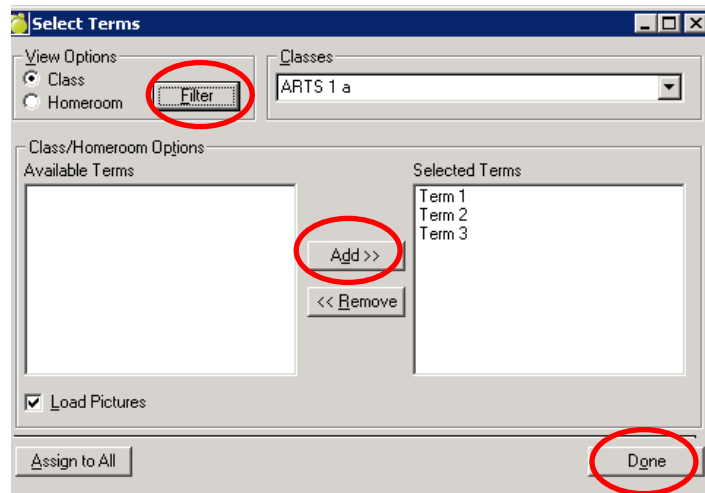 Select Terms
View Options
Class
Homeroom
Filter
Classes
ARTS 1 a
Class/Homeroom Options
Available Terms
Selected Terms
Term 1
Term 2
Term 3
Add >>
<< Remove
Load Pictures
Assign to All
Done